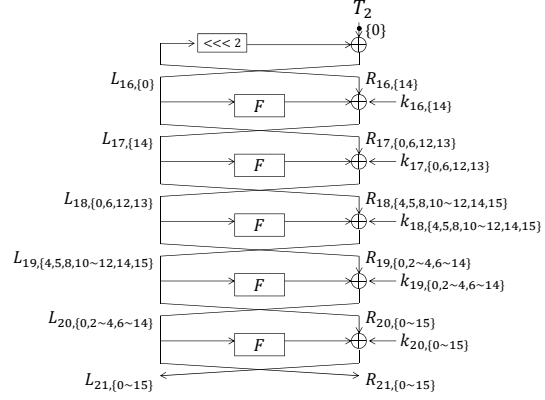 T₂
{0}
<<< 2
L₁₆,{0} R₁₆,{14}
F k₁₆,{14}
L₁₇,{14} R₁₇,{0,6,12,13}
F k₁₇,{0,6,12,13}
L₁₈,{0,6,12,13} R₁₈,{4,5,8,10~12,14,15}
F k₁₈,{4,5,8,10~12,14,15}
L₁₉,{4,5,8,10~12,14,15} R₁₉,{0,2~4,6~14}
F k₁₉,{0,2~4,6~14}
L₂₀,{0,2~4,6~14} R₂₀,{0~15}
F k₂₀,{0~15}
L₂₁,{0~15} R₂₁,{0~15}